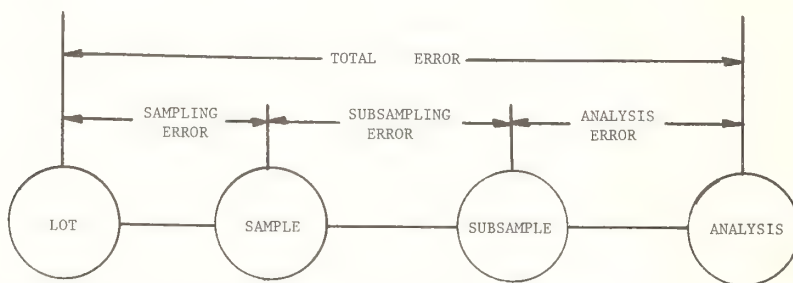 TOTAL ERROR
SAMPLING
ERROR
SUBSAMPLING
ERROR
ANALYSIS
ERROR
LOT
SAMPLE
SUBSAMPLE
ANALYSIS